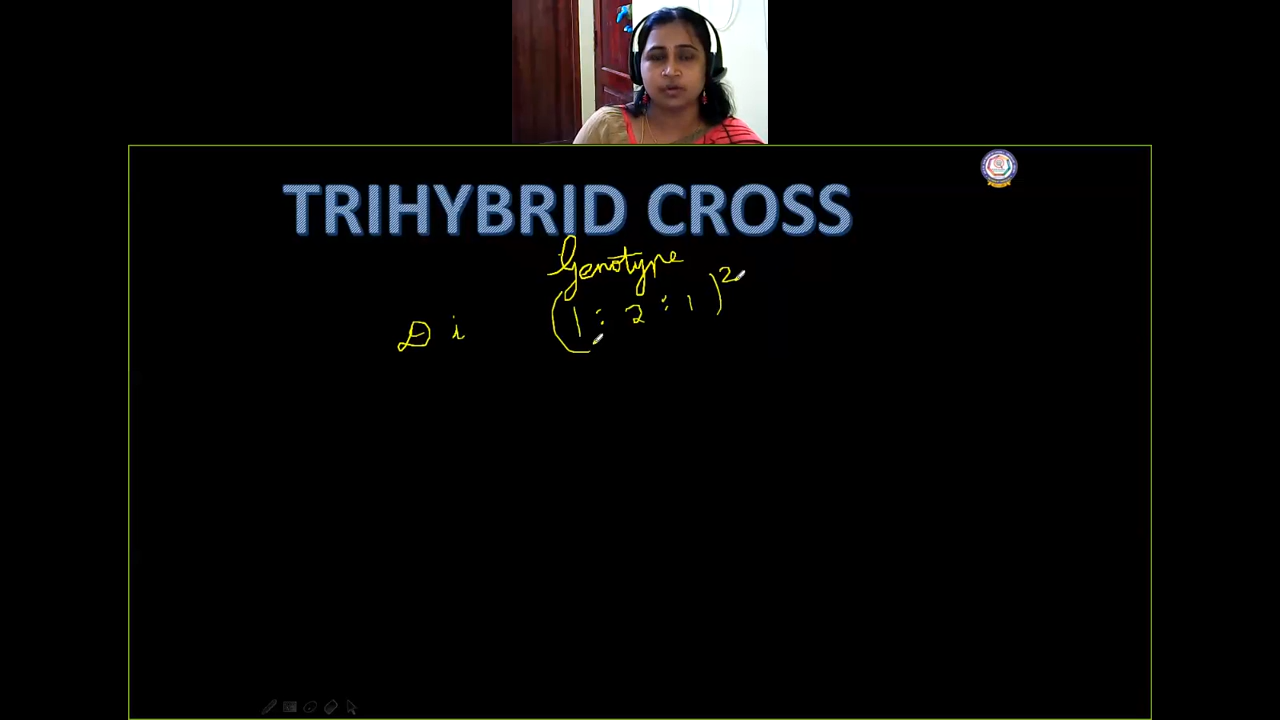 TRIHYBRID CROSS
Genotype
Di (1 : 2 : 1)²